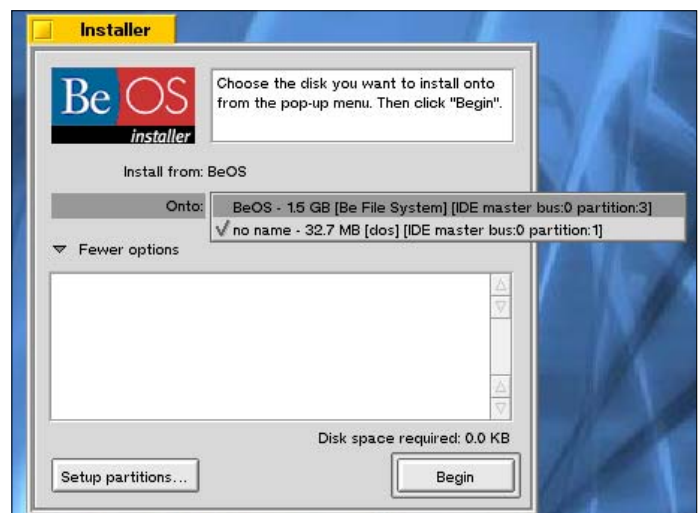 Installer
Be OS
installer
Choose the disk you want to install onto
from the pop-up menu. Then click "Begin".
Install from: BeOS
Onto:
BeOS - 1.5 GB [Be File System] [IDE master bus:0 partition:3]
✓ no name - 32.7 MB [dos] [IDE master bus:0 partition:1]
Fewer options
Disk space required: 0.0 KB
Setup partitions...
Begin